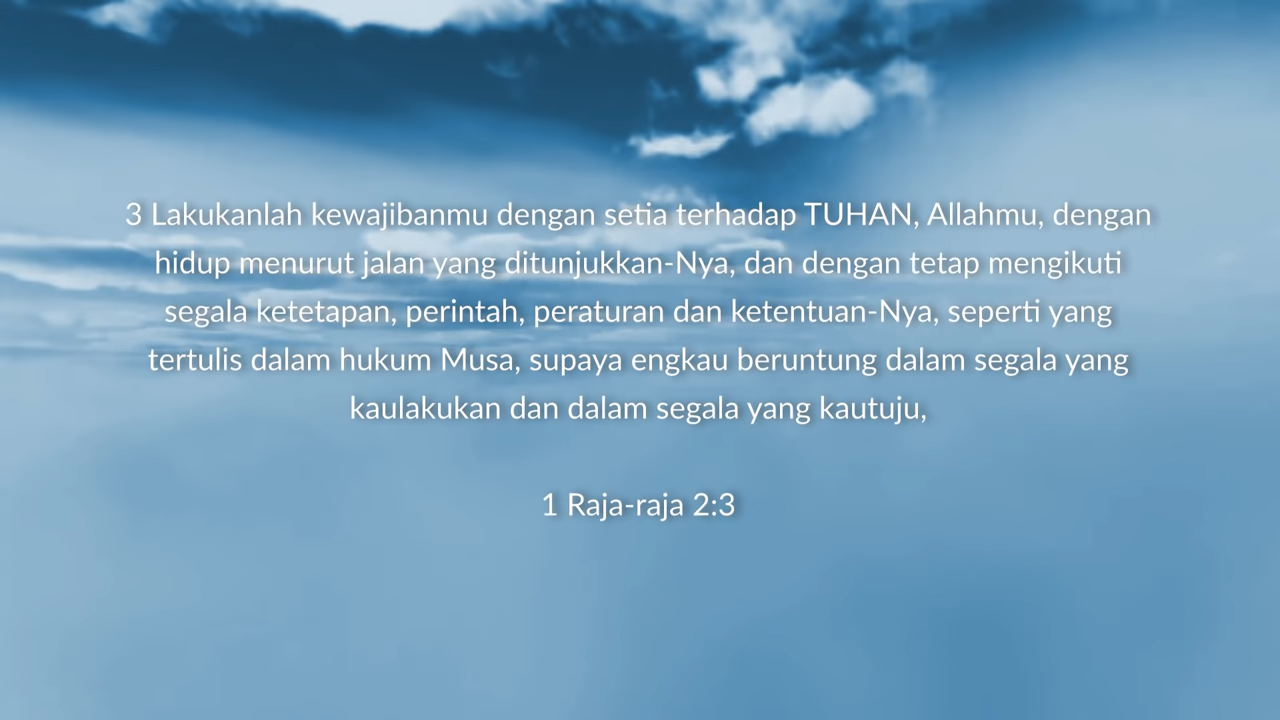 3 Lakukanlah kewajibanmu dengan setia terhadap TUHAN, Allahmu, dengan
hidup menurut jalan yang ditunjukkan-Nya, dan dengan tetap mengikuti
segala ketetapan, perintah, peraturan dan ketentuan-Nya, seperti yang
tertulis dalam hukum Musa, supaya engkau beruntung dalam segala yang
kaulakukan dan dalam segala yang kautuju,
1 Raja-raja 2:3